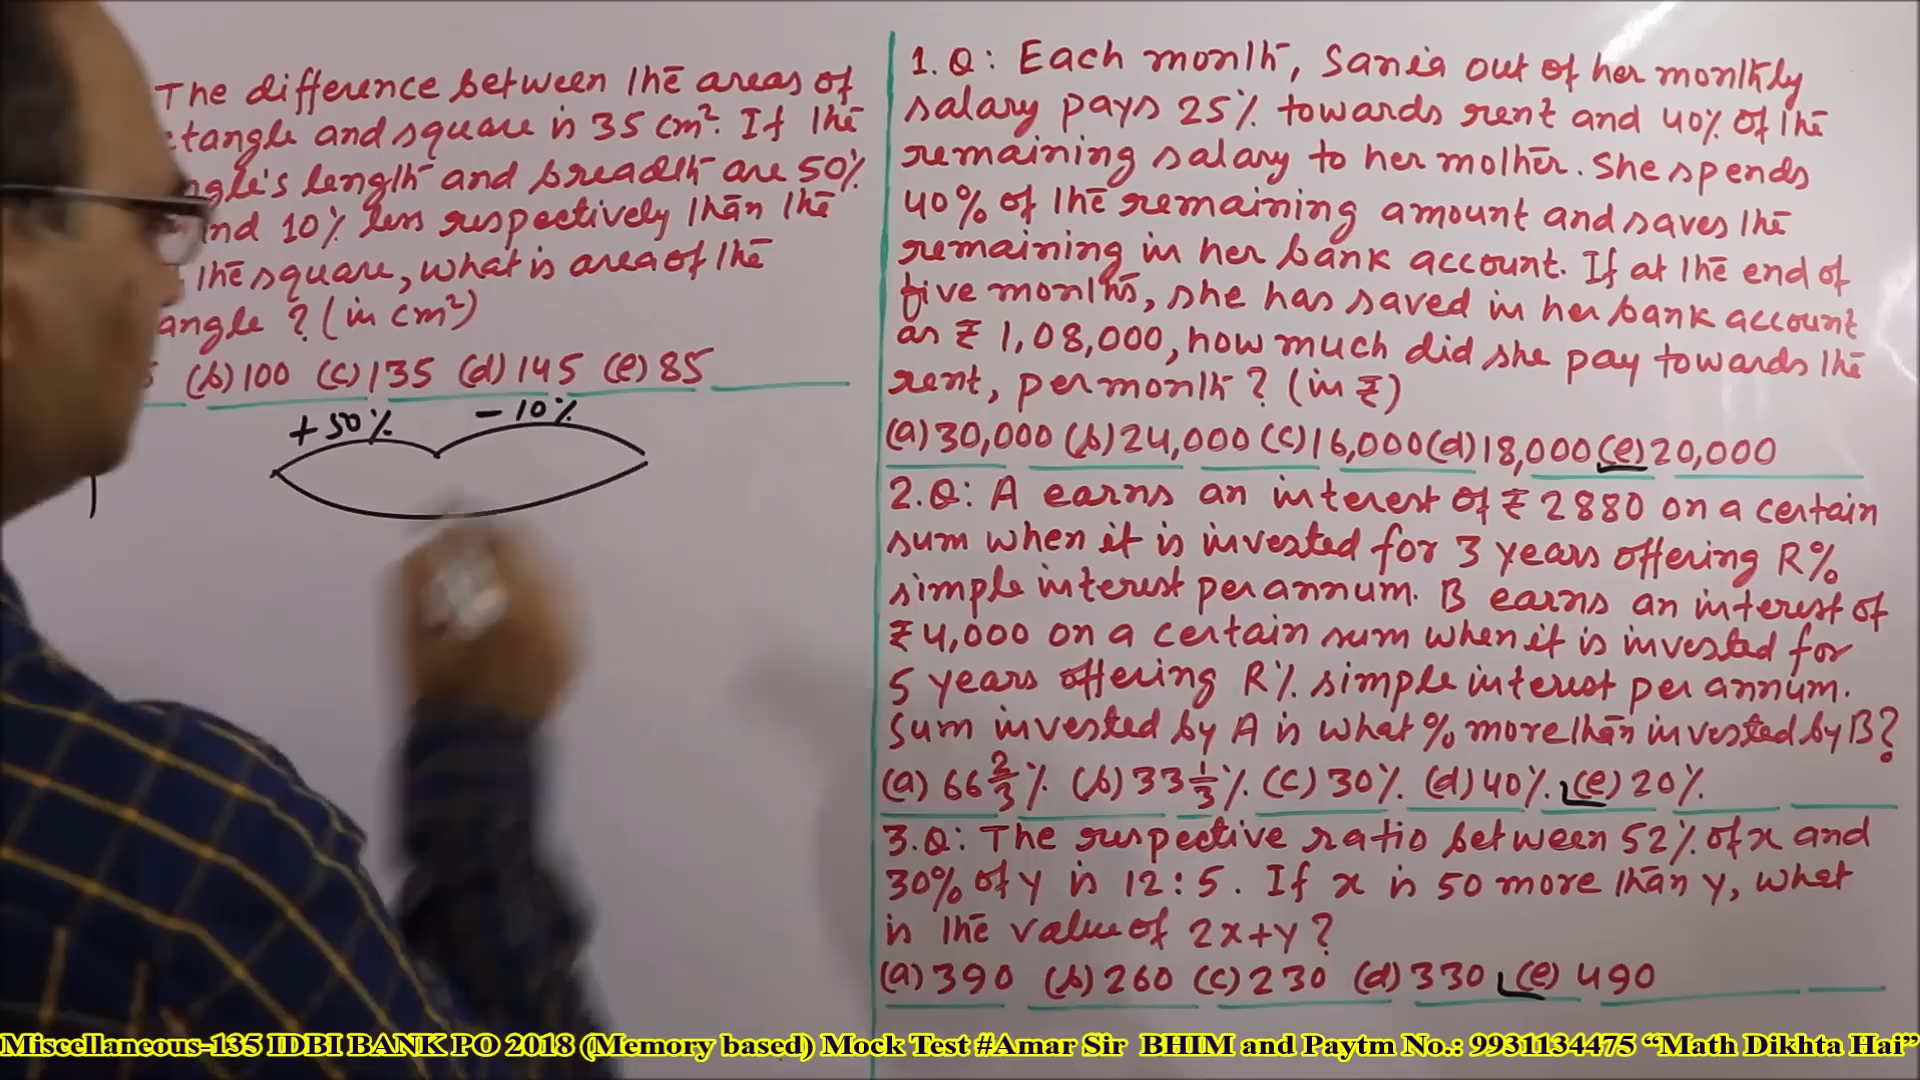 The difference between the areas of
ctangle and square is 35 cm². If the
ngle's length and breadth are 50%
and 10% less respectively than the
the square, what is area of the
angle ? (in cm²)
5 (b) 100 (c) 135 (d) 145 (e) 85
+50% -10%
1.Q: Each month, Sania out of her monthly
salary pays 25% towards rent and 40% of the
remaining salary to her mother. She spends
40% of the remaining amount and saves the
remaining in her bank account. If at the end of
five months, she has saved in her bank account
as ₹ 1,08,000, how much did she pay towards the
rent, per month ? (in ₹)
(a) 30,000 (b) 24,000 (c) 16,000 (d) 18,000 (e) 20,000
2.Q: A earns an interest of ₹ 2880 on a certain
sum when it is invested for 3 years offering R%
simple interest per annum. B earns an interest of
₹ 4,000 on a certain sum when it is invested for
5 years offering R% simple interest per annum.
Sum invested by A is what % more than invested by B?
(a) 66 2/3 % (b) 33 1/3 % (c) 30% (d) 40% (e) 20%
3.Q: The respective ratio between 52% of x and
30% of y is 12:5. If x is 50 more than y, what
is the value of 2x+y ?
(a) 390 (b) 260 (c) 230 (d) 330 (e) 490
Miscellaneous-135 IDBI BANK PO 2018 (Memory based) Mock Test #Amar Sir BHIM and Paytm No.: 9931134475 “Math Dikhta Hai”